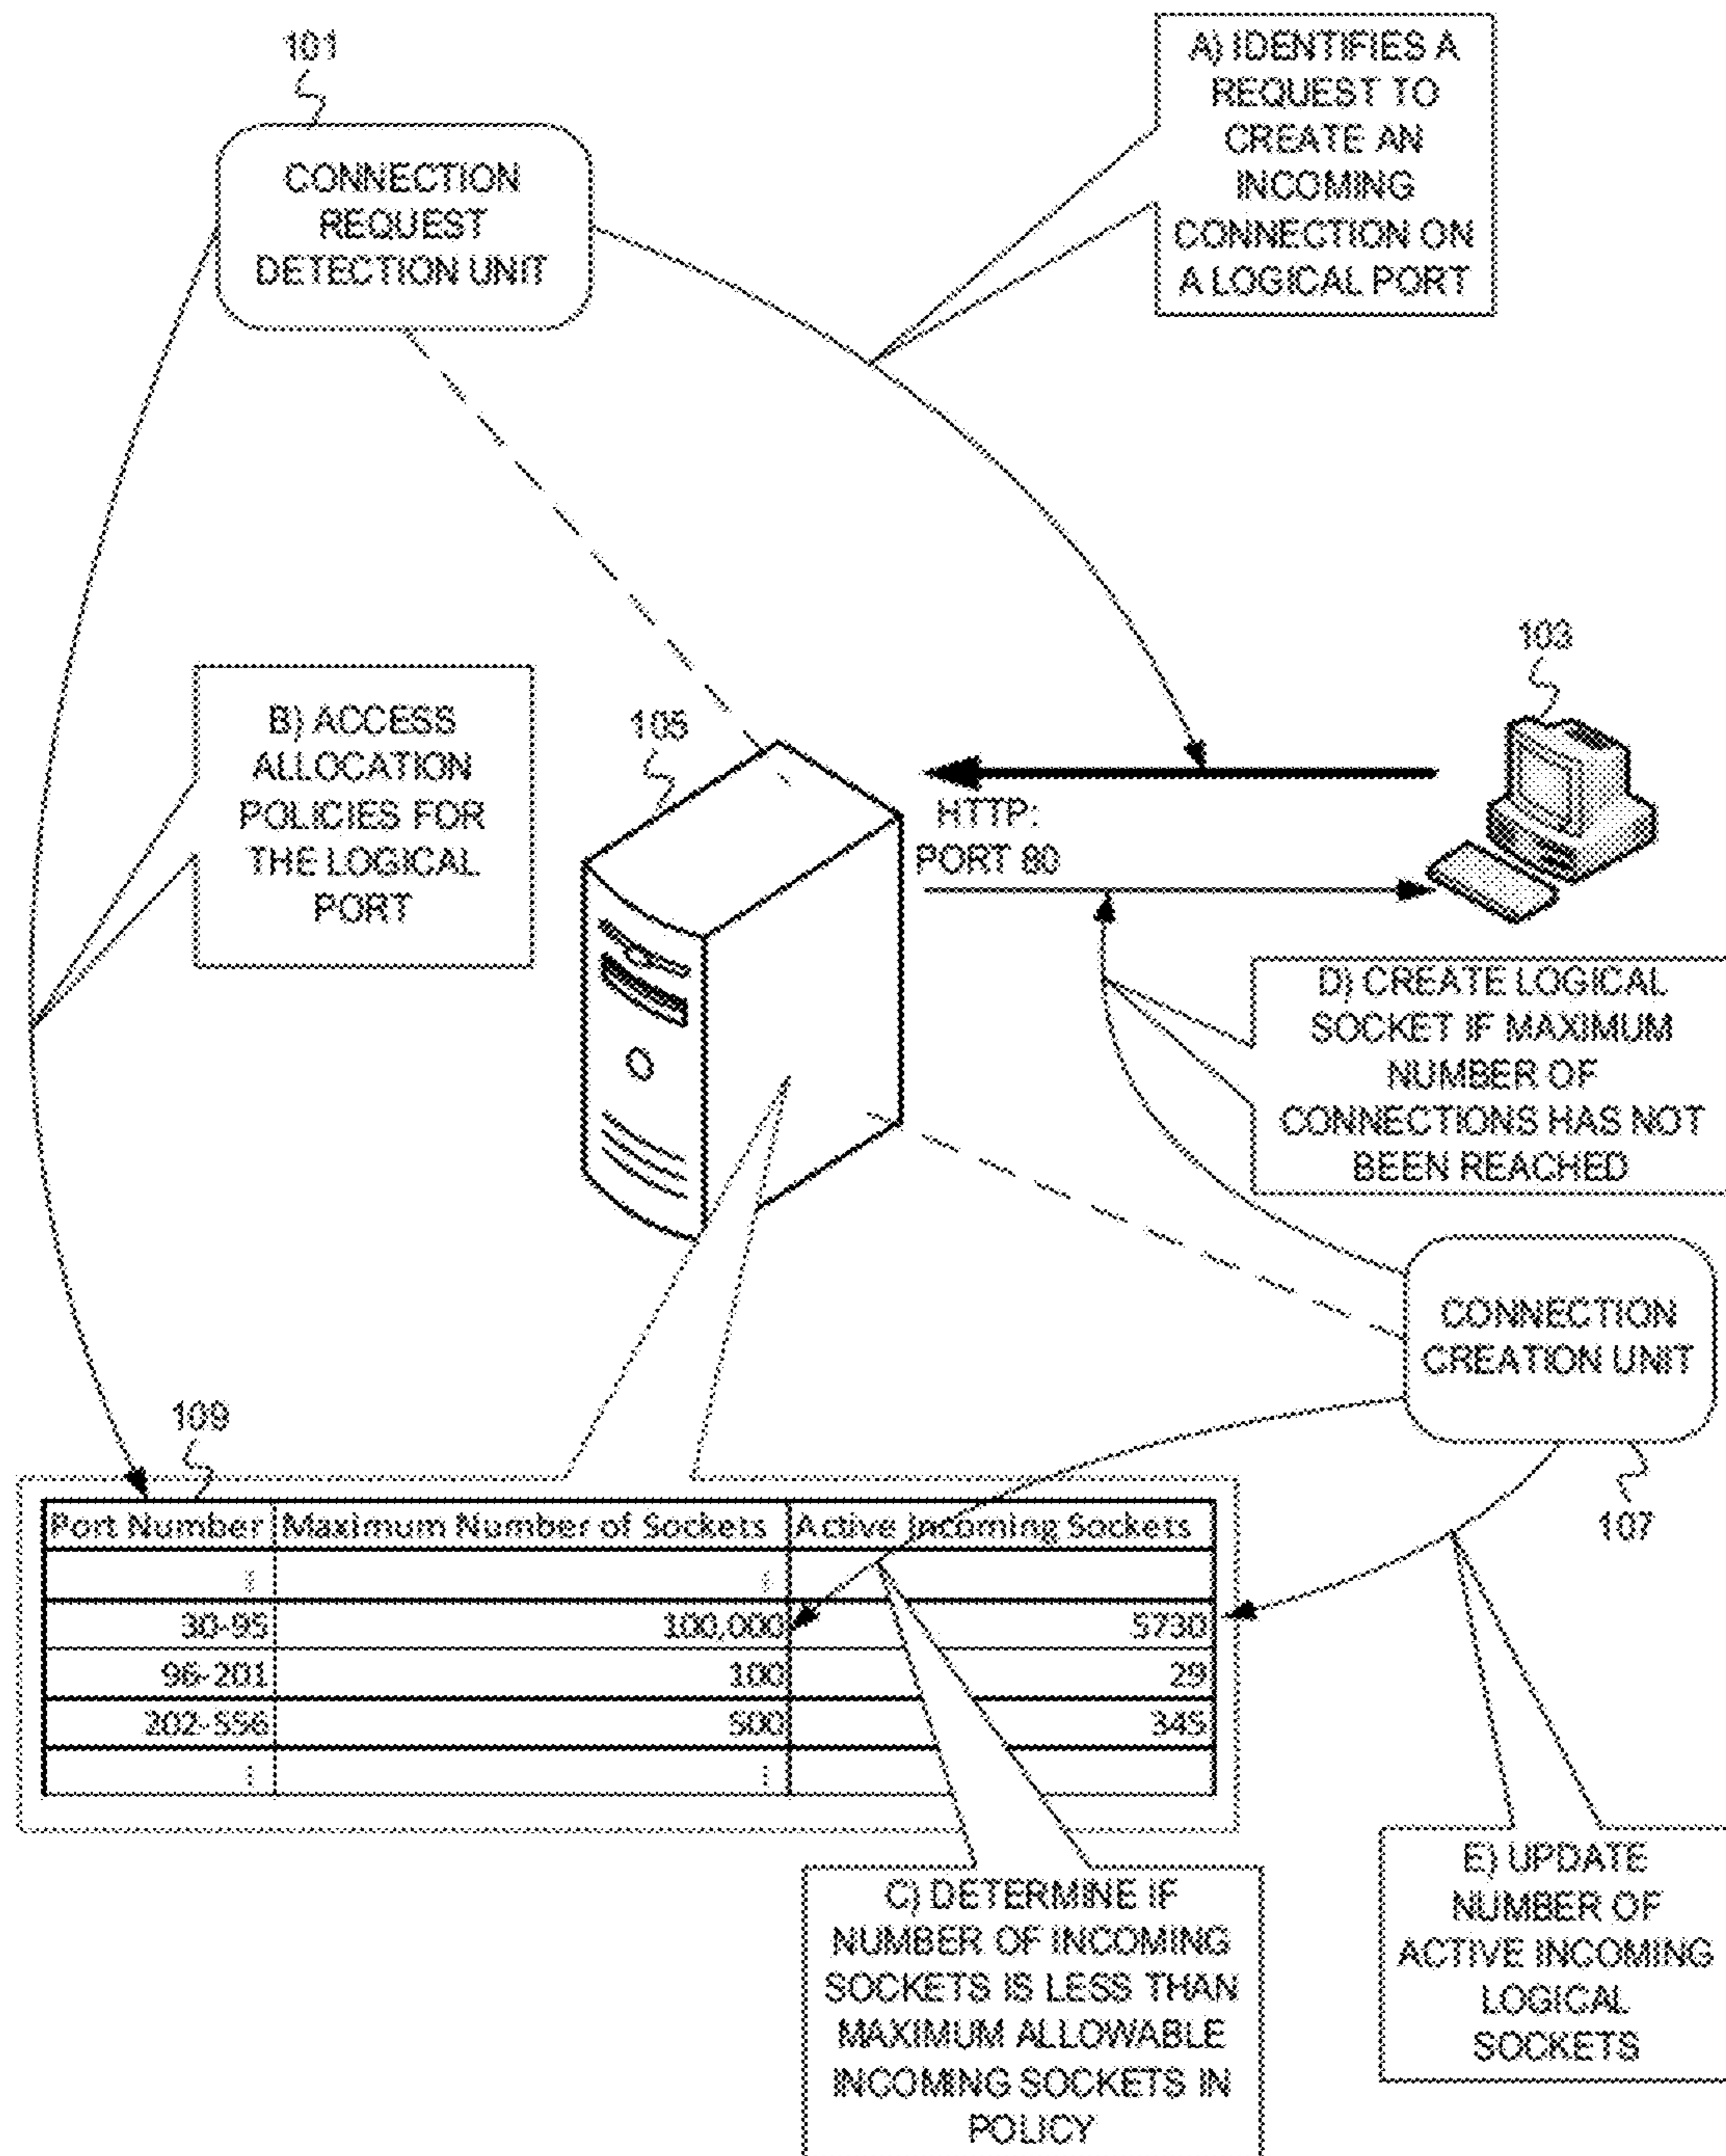 101
CONNECTION
REQUEST
DETECTION UNIT
A) IDENTIFIES A
REQUEST TO
CREATE AN
INCOMING
CONNECTION ON
A LOGICAL PORT
103
B) ACCESS
ALLOCATION
POLICIES FOR
THE LOGICAL
PORT
105
HTTP:
PORT 80
D) CREATE LOGICAL
SOCKET IF MAXIMUM
NUMBER OF
CONNECTIONS HAS NOT
BEEN REACHED
CONNECTION
CREATION UNIT
107
109
Port Number Maximum Number of Sockets Active Incoming Sockets
⋮ ⋮
30-95 100,000 5730
96-201 100 29
202-556 500 345
⋮ ⋮
C) DETERMINE IF
NUMBER OF INCOMING
SOCKETS IS LESS THAN
MAXIMUM ALLOWABLE
INCOMING SOCKETS IN
POLICY
E) UPDATE
NUMBER OF
ACTIVE INCOMING
LOGICAL
SOCKETS